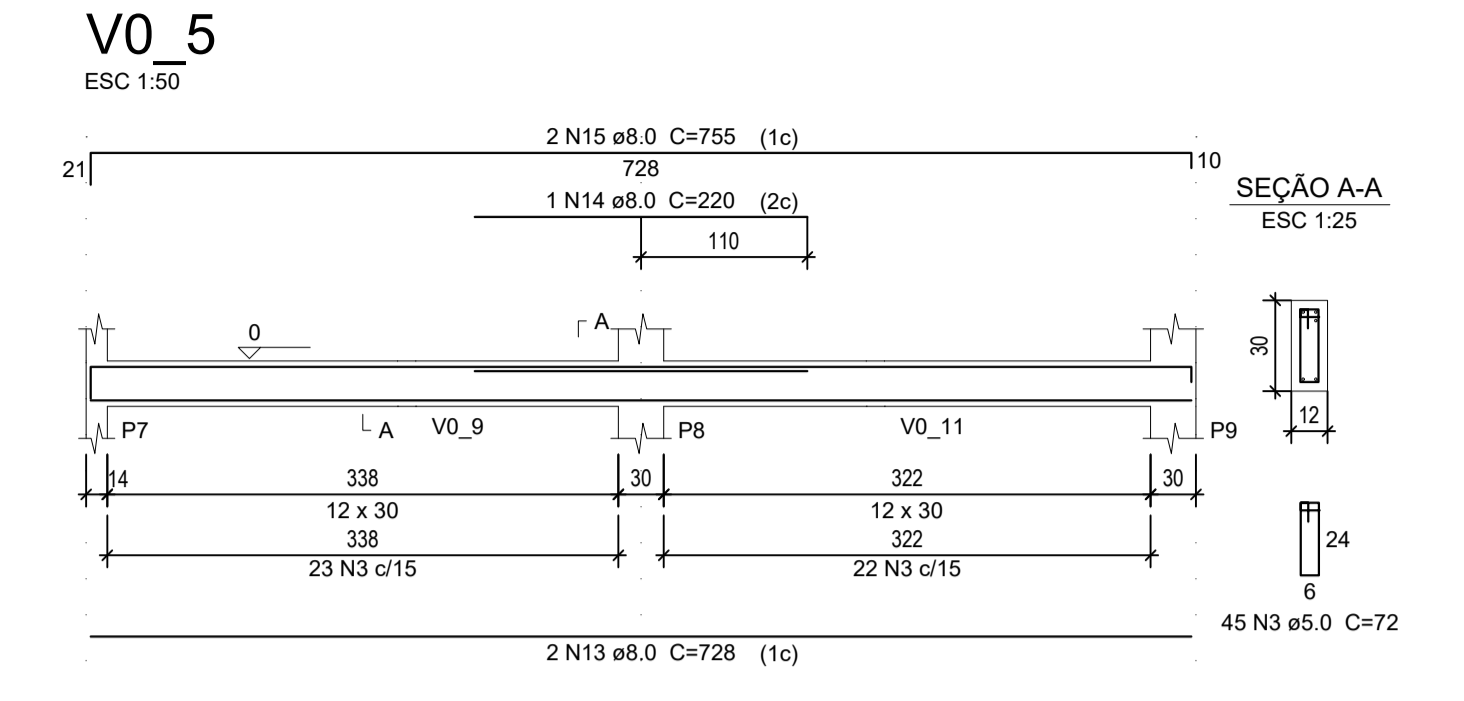 V0_5
ESC 1:50
2 N15 ø8.0 C=755 (1c)
21
728
10
1 N14 ø8.0 C=220 (2c)
110
SEÇÃO A-A
ESC 1:25
0
A
30
12
P7
A
V0_9
P8
V0_11
P9
14
338
30
322
30
12 x 30
12 x 30
338
322
23 N3 c/15
22 N3 c/15
24
6
45 N3 ø5.0 C=72
2 N13 ø8.0 C=728 (1c)